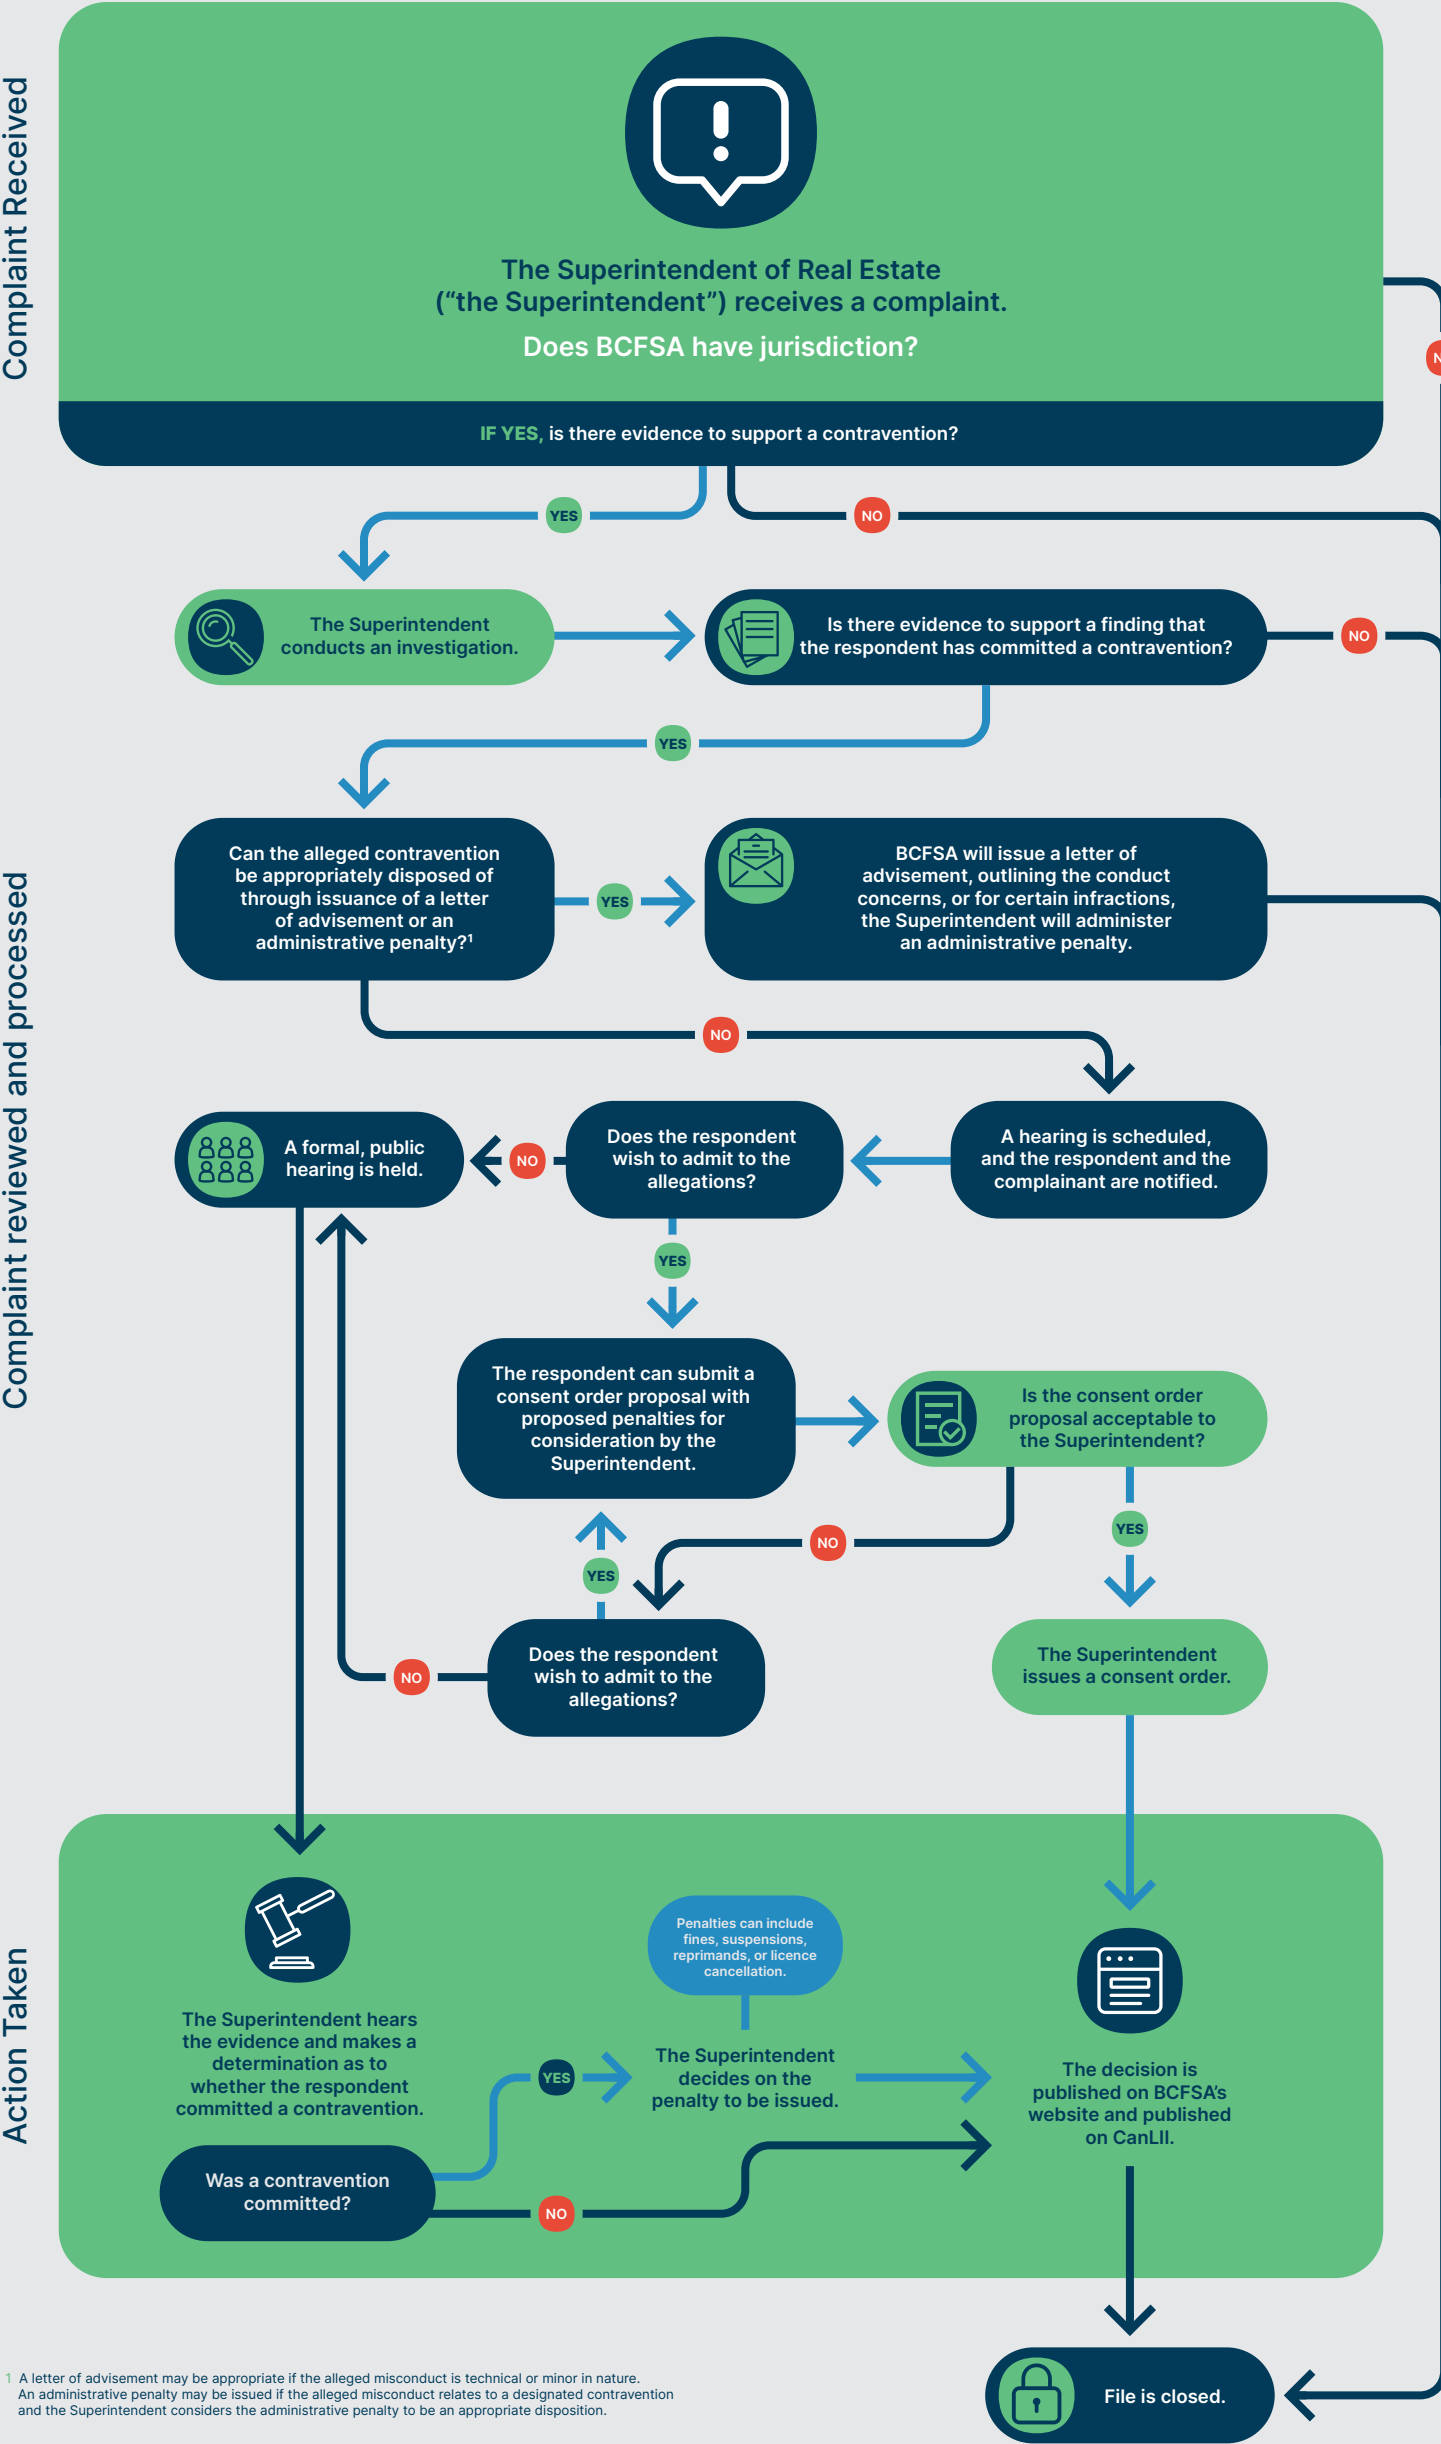 Complaint Received
The Superintendent of Real Estate
(“the Superintendent”) receives a complaint.
Does BCFSA have jurisdiction?
IF YES, is there evidence to support a contravention?
YES
NO
The Superintendent
conducts an investigation.
Is there evidence to support a finding that
the respondent has committed a contravention?
NO
YES
Complaint reviewed and processed
Can the alleged contravention
be appropriately disposed of
through issuance of a letter
of advisement or an
administrative penalty?¹
YES
BCFSA will issue a letter of
advisement, outlining the conduct
concerns, or for certain infractions,
the Superintendent will administer
an administrative penalty.
NO
A hearing is scheduled,
and the respondent and the
complainant are notified.
Does the respondent
wish to admit to the
allegations?
NO
A formal, public
hearing is held.
YES
The respondent can submit a
consent order proposal with
proposed penalties for
consideration by the
Superintendent.
Is the consent order
proposal acceptable to
the Superintendent?
NO
YES
YES
Does the respondent
wish to admit to the
allegations?
NO
The Superintendent
issues a consent order.
Action Taken
The Superintendent hears
the evidence and makes a
determination as to
whether the respondent
committed a contravention.
Was a contravention
committed?
YES
NO
Penalties can include
fines, suspensions,
reprimands, or licence
cancellation.
The Superintendent
decides on the
penalty to be issued.
The decision is
published on BCFSA’s
website and published
on CanLII.
File is closed.
1 A letter of advisement may be appropriate if the alleged misconduct is technical or minor in nature.
An administrative penalty may be issued if the alleged misconduct relates to a designated contravention
and the Superintendent considers the administrative penalty to be an appropriate disposition.